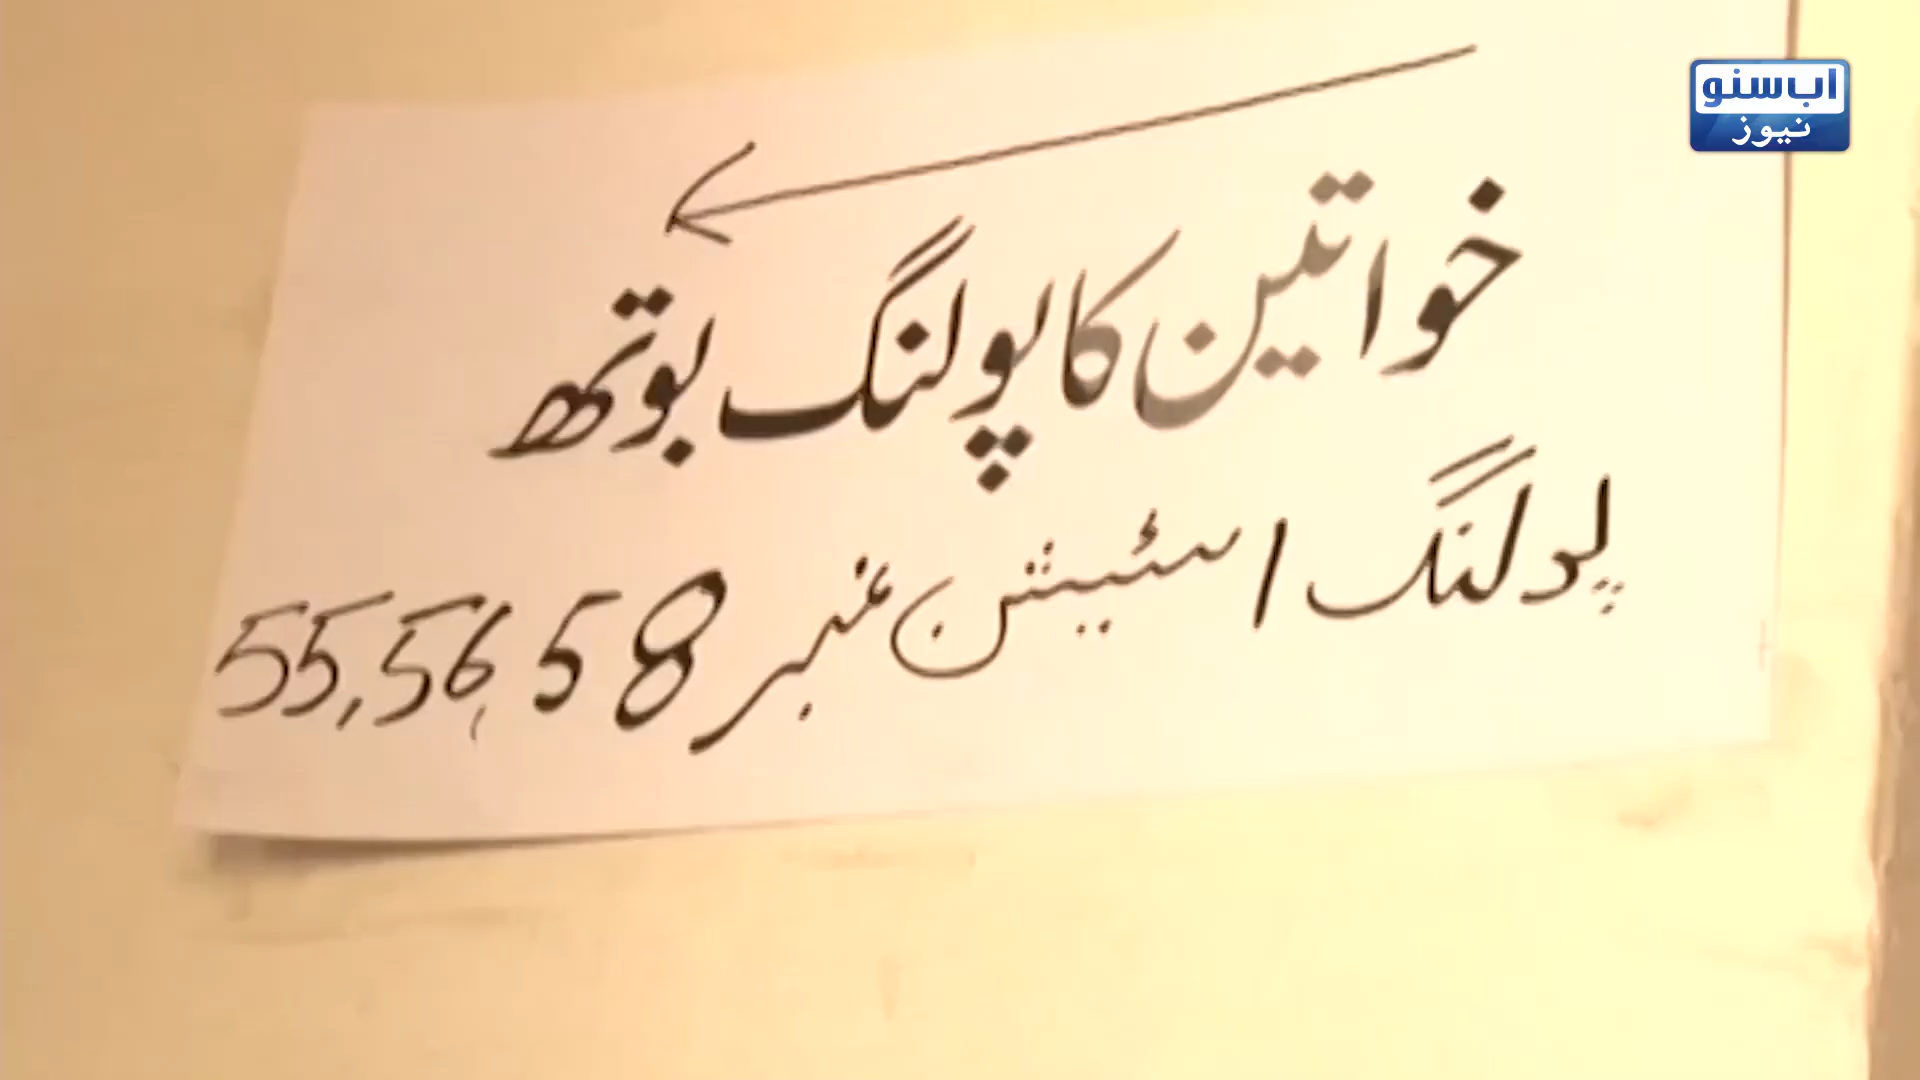 اب سنو
نیوز
خواتین کا پولنگ بوتھ
پولنگ اسٹیشن نمبر 58 ,56 ,55